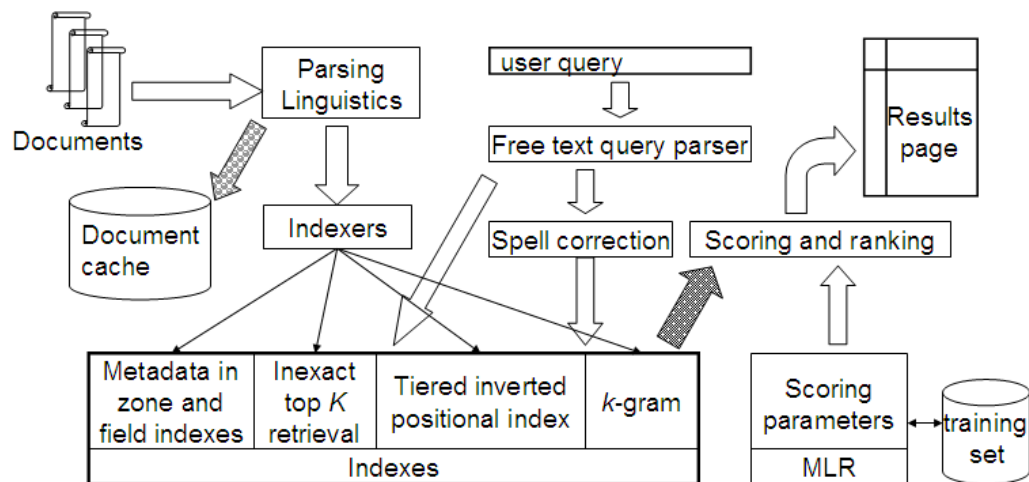 Documents
Parsing
Linguistics
user query
Results
page
Free text query parser
Document
cache
Indexers
Spell correction
Scoring and ranking
Metadata in
zone and
field indexes
Inexact
top K
retrieval
Tiered inverted
positional index
k-gram
Indexes
Scoring
parameters
MLR
training
set